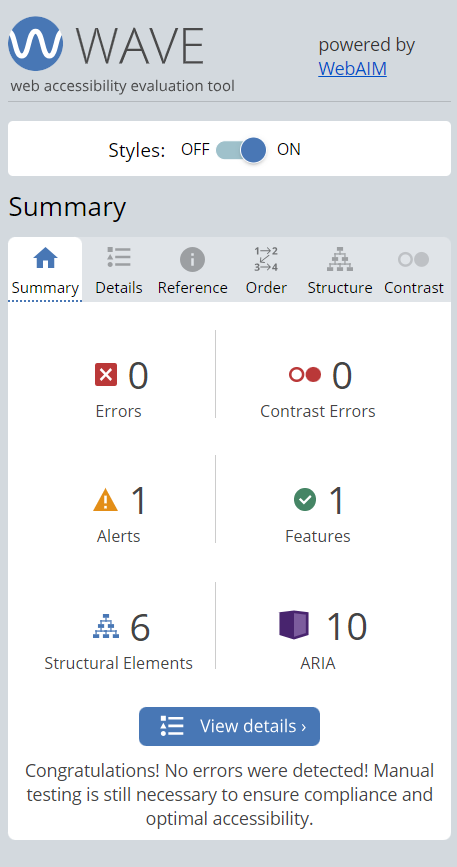 WAVE
web accessibility evaluation tool
powered by
WebAIM
Styles: OFF ON
Summary
Summary Details Reference Order Structure Contrast
1 2
3 4
0
Errors
0
Contrast Errors
1
Alerts
1
Features
6
Structural Elements
10
ARIA
View details ›
Congratulations! No errors were detected! Manual
testing is still necessary to ensure compliance and
optimal accessibility.